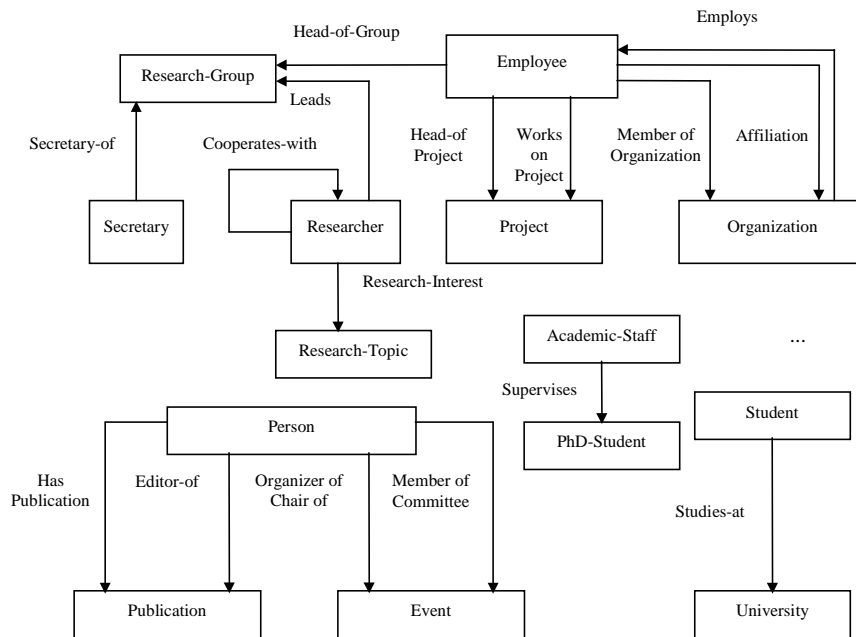 Employs
Head-of-Group
Research-Group
Employee
Leads
Secretary-of
Cooperates-with
Head-of
Project
Works
on
Project
Member of
Organization
Affiliation
Secretary
Researcher
Project
Organization
Research-Interest
Research-Topic
Academic-Staff
...
Supervises
Student
PhD-Student
Person
Has
Publication
Editor-of
Organizer of
Chair of
Member of
Committee
Studies-at
Publication
Event
University